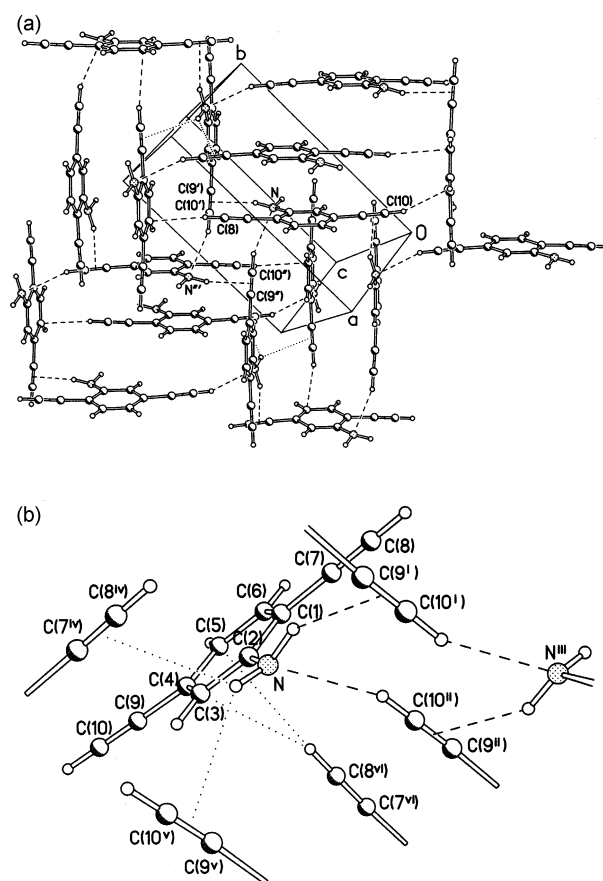 (a)
b
C(9')
C(10')
N
C(10)
C(8)
O
C(10")
c
N"'
C(9")
a
(b)
C(8)
C(7)
C(9ᴵ)
C(8ⁱᵛ)
C(6)
C(1)
C(10ᴵ)
C(7ⁱᵛ)
C(5)
C(2)
Nᴵᴵᴵ
C(4)
N
C(10ᴵᴵ)
C(9)
C(3)
C(10)
C(9ᴵᴵ)
C(8ᵛᴵ)
C(10ᵛ)
C(7ᵛᴵ)
C(9ᵛ)